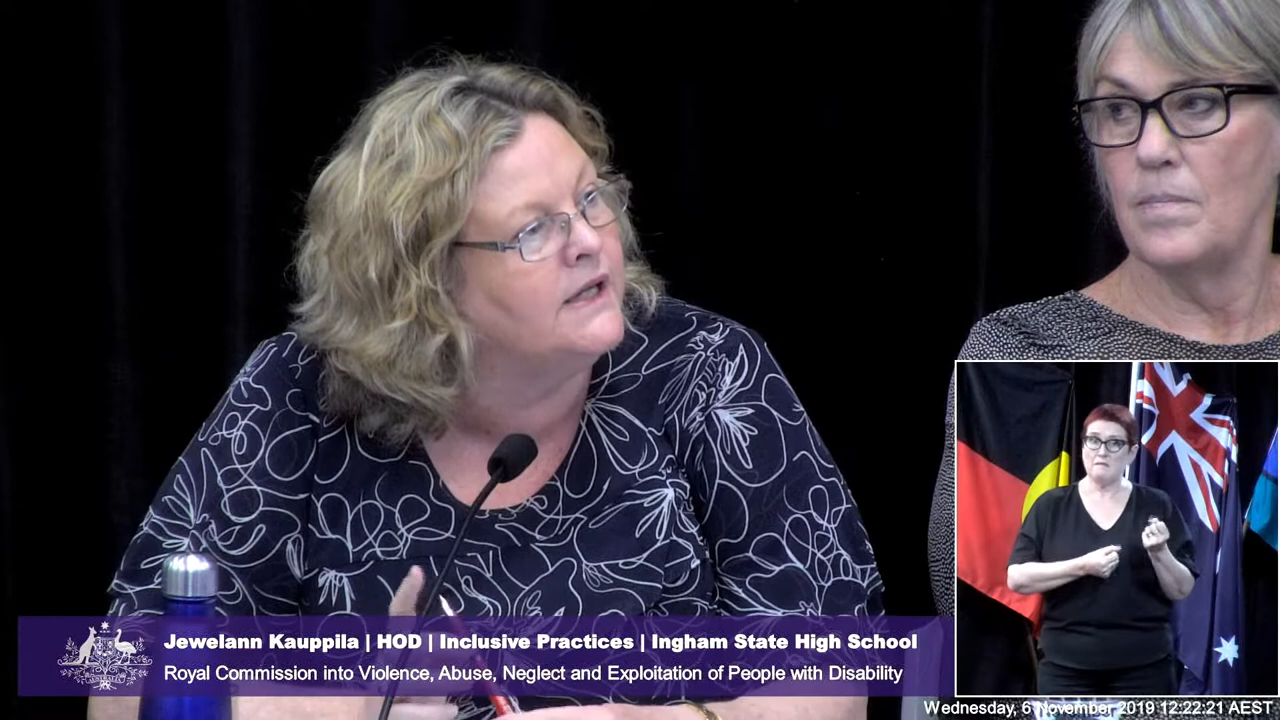 Jewelann Kauppila | HOD | Inclusive Practices | Ingham State High School
Royal Commission into Violence, Abuse, Neglect and Exploitation of People with Disability
Wednesday, 6 November 2019 12:22:21 AEST